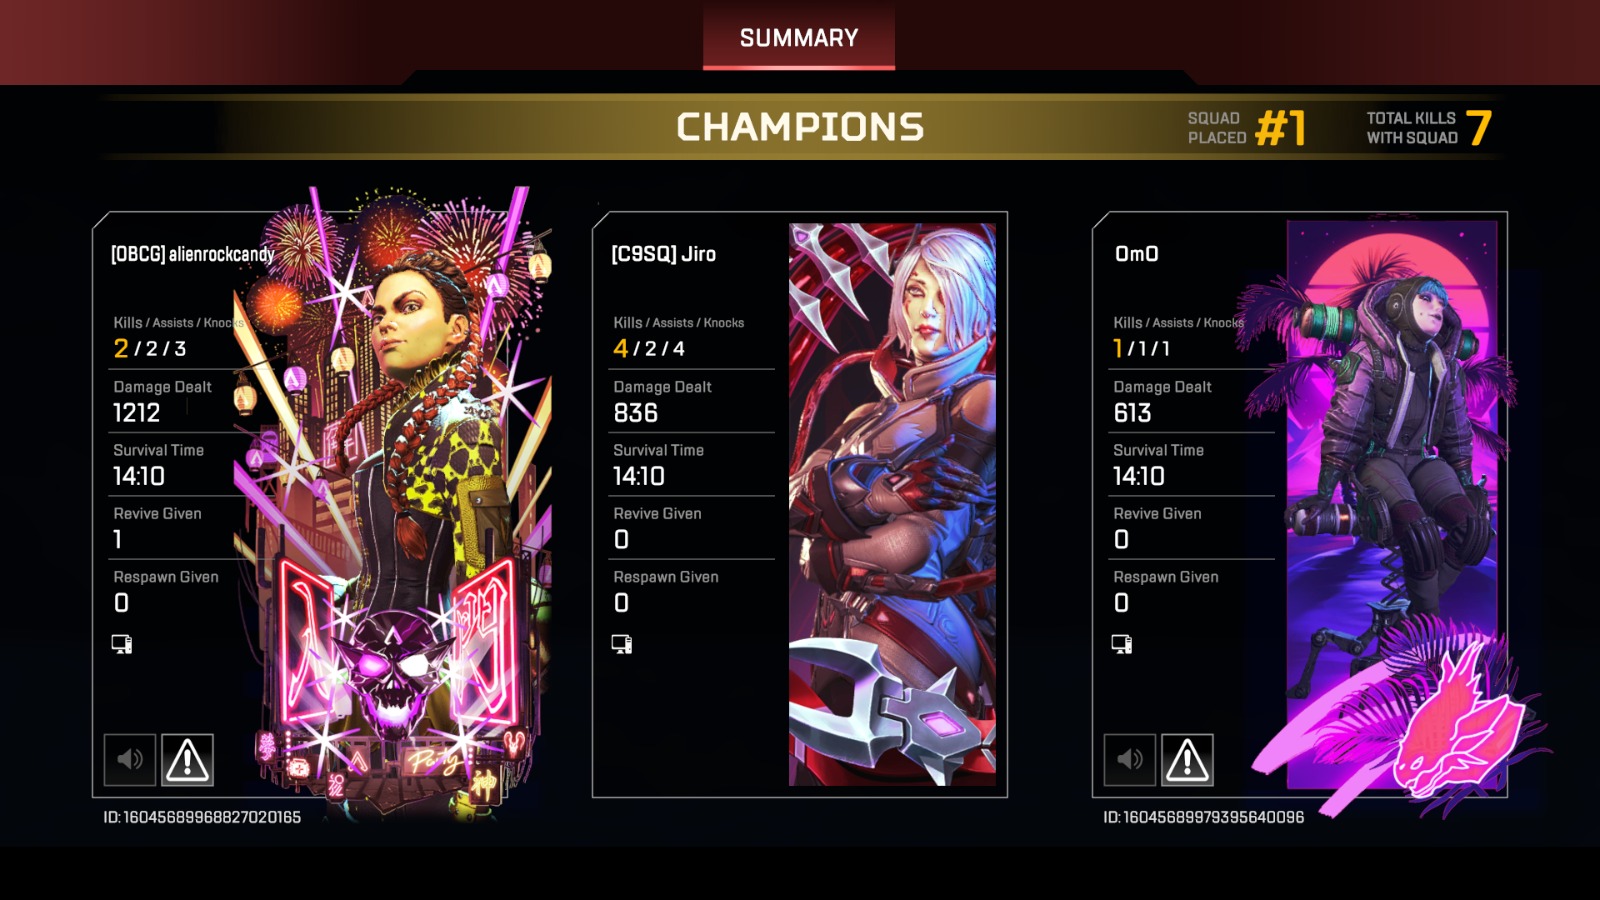 SUMMARY
CHAMPIONS
SQUAD PLACED #1
TOTAL KILLS WITH SQUAD 7
[OBCG] alienrockcandy
Kills / Assists / Knocks
2 / 2 / 3
Damage Dealt
1212
Survival Time
14:10
Revive Given
1
Respawn Given
0
Party
神
ID: 16045689968827020165
[C9SQ] Jiro
Kills / Assists / Knocks
4 / 2 / 4
Damage Dealt
836
Survival Time
14:10
Revive Given
0
Respawn Given
0
OmO
Kills / Assists / Knocks
1 / 1 / 1
Damage Dealt
613
Survival Time
14:10
Revive Given
0
Respawn Given
0
ID: 16045689979395640096